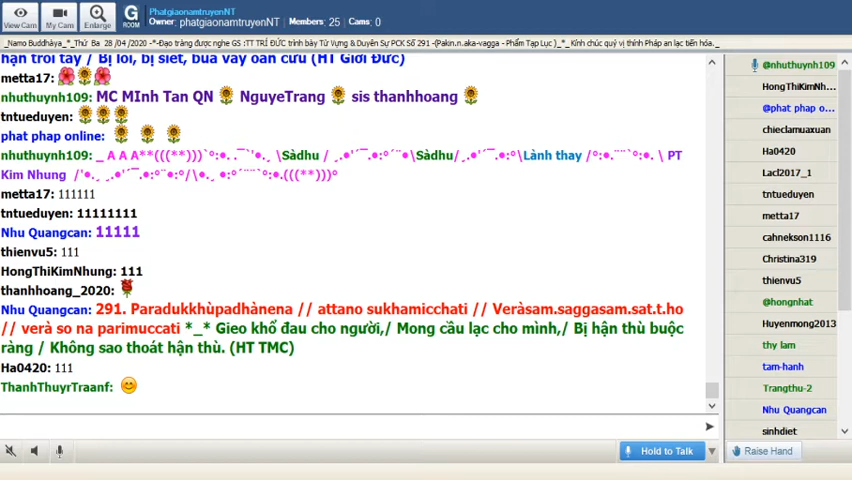 View Cam
My Cam
Enlarge
G
ROOM
PhatgiaonamtruyenNT
Owner: phatgiaonamtruyenNT | Members: 25 | Cams: 0
_Namo Buddhàya_*_Thứ Ba 28 /04 / 2020 -*-Đạo tràng được nghe GS :TT TRÍ ĐỨC trình bày Từ Vựng & Duyên Sự PCK Số 291 -(Pakin.n.aka-vagga - Phẩm Tạp Lục )_*_ Kính chúc quý vị thính Pháp an lạc tiến hóa._
hận trói tay / Bị lôi, bị siết, bủa vây oan cừu (HT Giới Đức)
metta17:
nhuthuynh109: MC MInh Tan QN NguyeTrang sis thanhhoang
tntueduyen:
phat phap online:
nhuthuynh109: _ A A A**(((**)))`°:•. .¯`'•.¸ \Sàdhu / ¸.•'´¯.•:°´¨•\Sàdhu/¸.•'´¯.•:°\Lành thay /°:•.¨¨`°:•. \ PT
Kim Nhung
metta17: 111111
tntueduyen: 11111111
Nhu Quangcan: 11111
thienvu5: 111
HongThiKimNhung: 111
thanhhoang_2020:
Nhu Quangcan: 291. Paradukkhùpadhànena // attano sukhamicchati // Veràsam.saggasam.sat.t.ho
// verà so na parimuccati *_* Gieo khổ đau cho người,/ Mong cầu lạc cho mình,/ Bị hận thù buộc
ràng / Không sao thoát hận thù. (HT TMC)
Ha0420: 111
ThanhThuyrTraanf:
Hold to Talk
Raise Hand
@nhuthuynh109
HongThiKimNh...
@phat phap o...
chieclamuaxuan
Ha0420
Lacl2017_1
tntueduyen
metta17
cahnekson1116
Christina319
thienvu5
@hongnhat
Huyenmong2013
thy lam
tam-hanh
Trangthu-2
Nhu Quangcan
sinhdiet